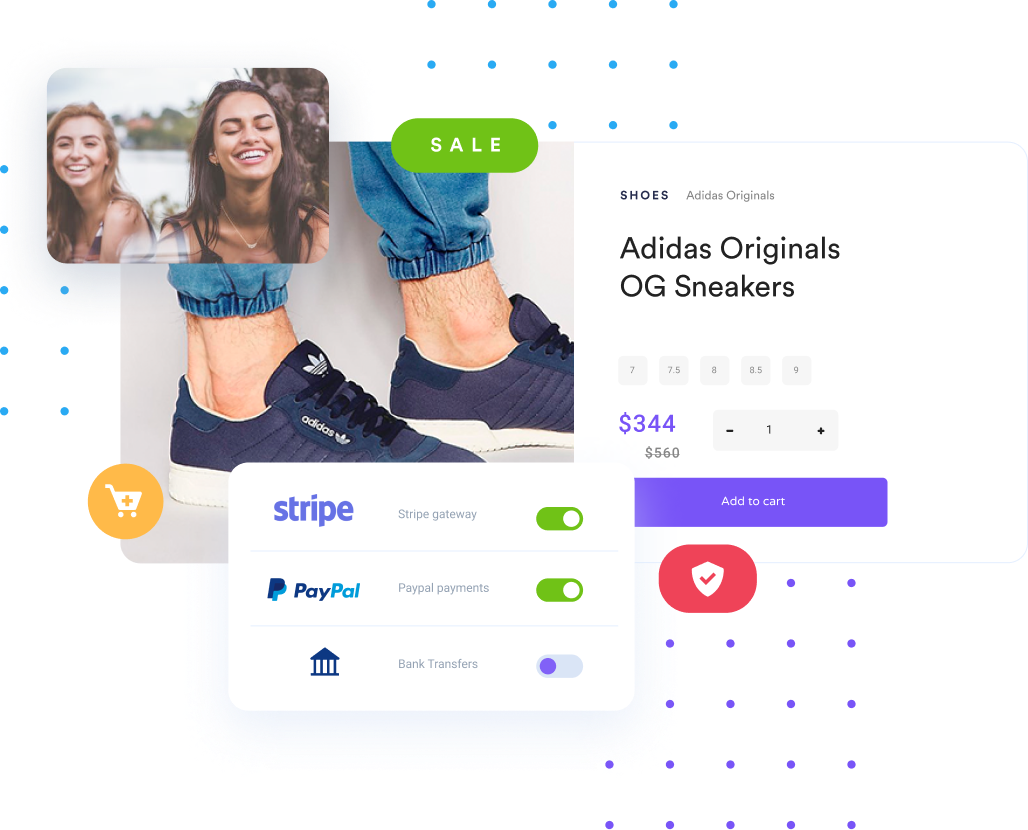 SALE
SHOES Adidas Originals
Adidas Originals
OG Sneakers
7 7.5 8 8.5 9
$344 - 1 +
$560
adidas
Add to cart
stripe Stripe gateway
PayPal Paypal payments
Bank Transfers